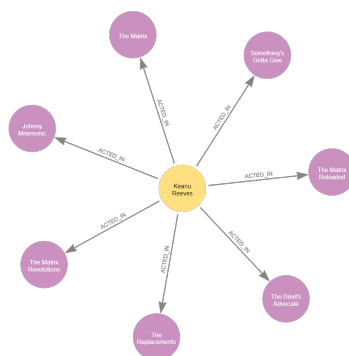 The Matrix
Something's
Gotta Give
ACTED_IN
ACTED_IN
Johnny
Mnemonic
ACTED_IN
The Matrix
Reloaded
ACTED_IN
Keanu
Reeves
ACTED_IN
ACTED_IN
ACTED_IN
The Matrix
Revolutions
The Devil's
Advocate
The
Replacements